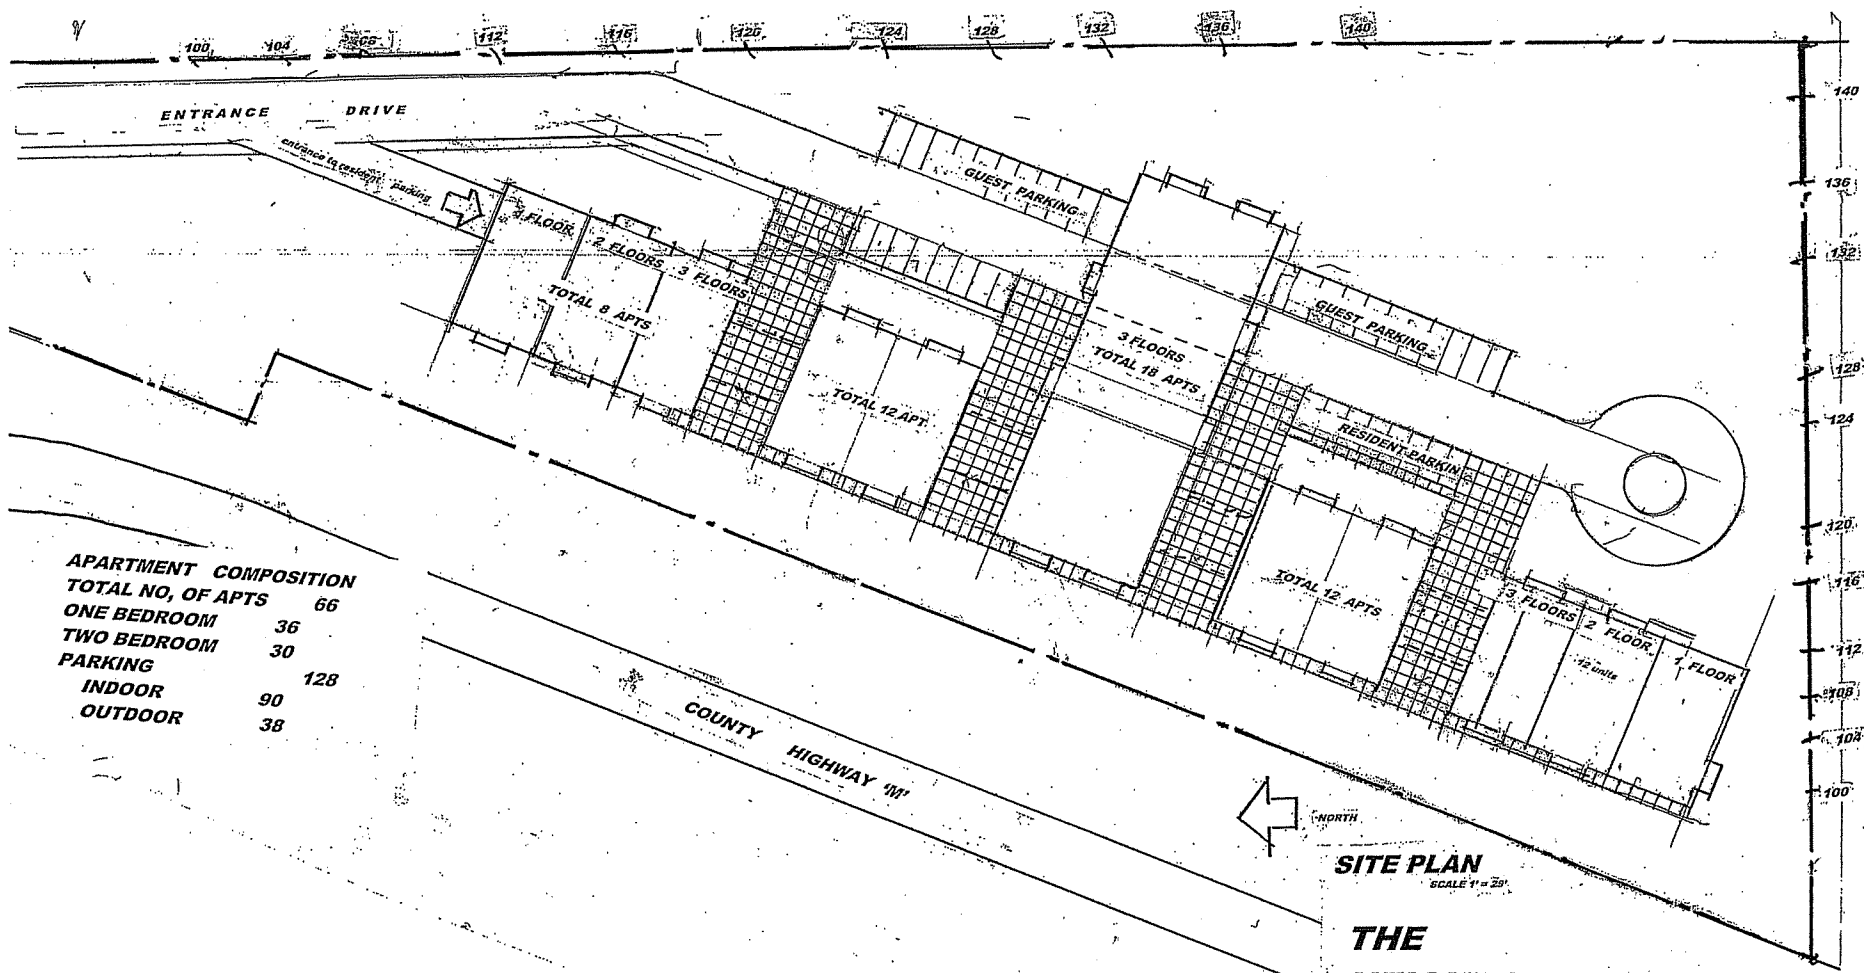 100 104 112 116 120 124 128 132 136 140
140
136
132
128
124
120
116
112
108
104
100
ENTRANCE DRIVE
entrance to resident parking
GUEST PARKING
1 FLOOR
2 FLOORS 3 FLOORS
TOTAL 8 APTS
TOTAL 12 APT
3 FLOORS
TOTAL 18 APTS
GUEST PARKING
RESIDENT PARKIN
TOTAL 12 APTS
3 FLOORS 2 FLOOR 1 FLOOR
12 units
APARTMENT COMPOSITION
TOTAL NO, OF APTS 66
ONE BEDROOM 36
TWO BEDROOM 30
PARKING 128
INDOOR 90
OUTDOOR 38
COUNTY HIGHWAY 'M'
NORTH
SITE PLAN
SCALE 1" = 29'
THE